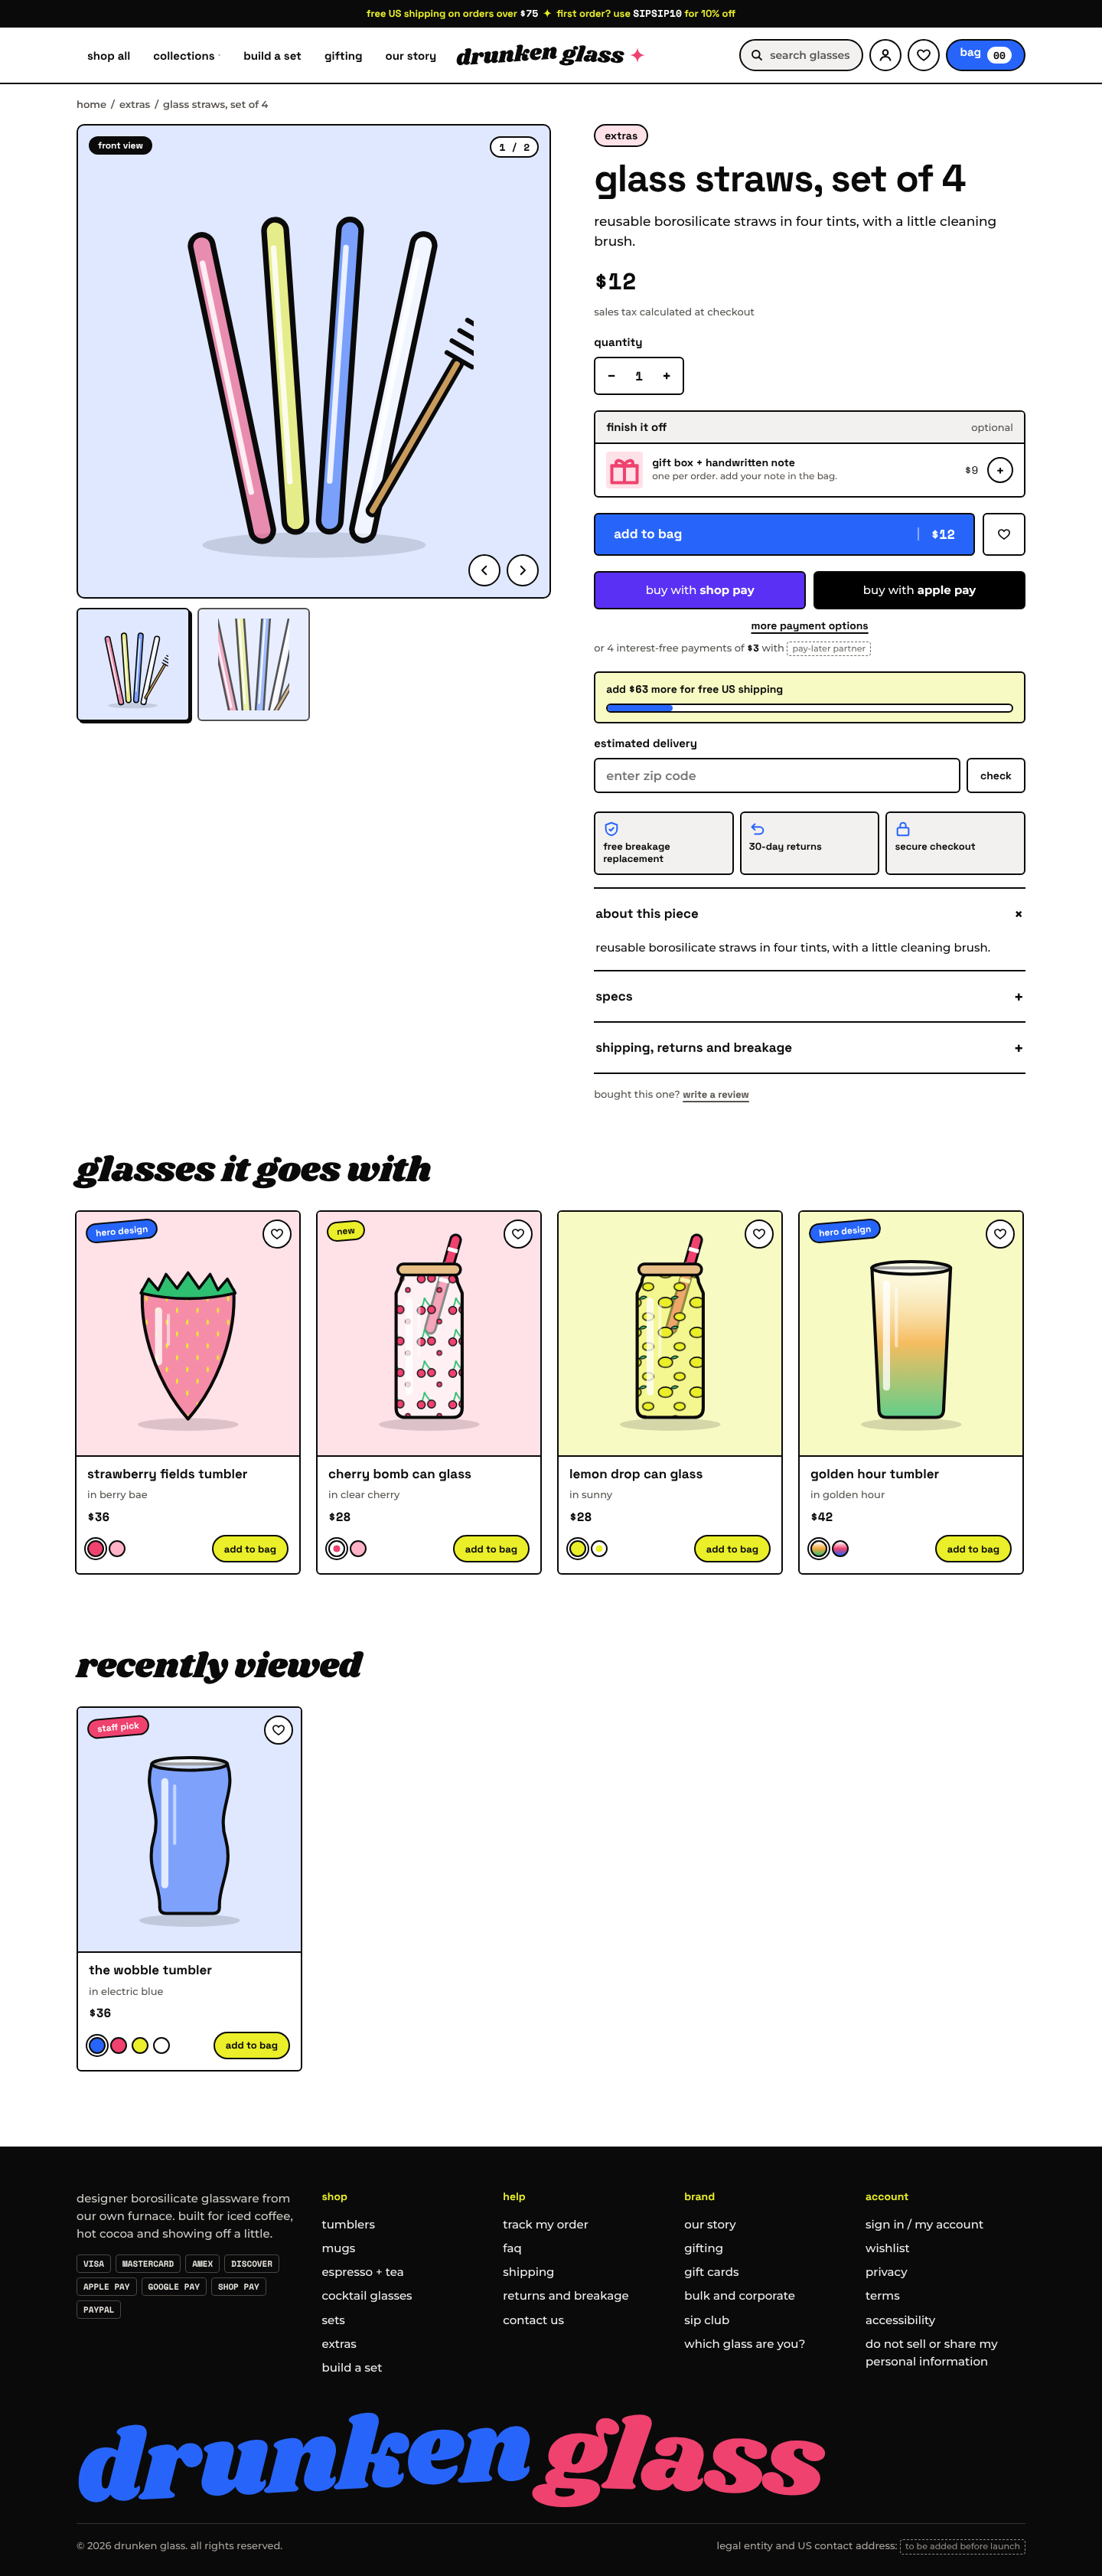 free US shipping on orders over $75 ✦ first order? use SIPSIP10 for 10% off
shop all collections build a set gifting our story drunken glass search glasses bag 00
home / extras / glass straws, set of 4
front view
1 / 2
extras
glass straws, set of 4
reusable borosilicate straws in four tints, with a little cleaning
brush.
$12
sales tax calculated at checkout
quantity
− 1 +
finish it off optional
gift box + handwritten note
one per order. add your note in the bag.
$9 +
add to bag | $12
buy with shop pay
buy with apple pay
more payment options
or 4 interest-free payments of $3 with pay-later partner
add $63 more for free US shipping
estimated delivery
enter zip code
check
free breakage
replacement
30-day returns
secure checkout
about this piece ×
reusable borosilicate straws in four tints, with a little cleaning brush.
specs +
shipping, returns and breakage +
bought this one? write a review
glasses it goes with
hero design
strawberry fields tumbler
in berry bae
$36
add to bag
new
cherry bomb can glass
in clear cherry
$28
add to bag
lemon drop can glass
in sunny
$28
add to bag
hero design
golden hour tumbler
in golden hour
$42
add to bag
recently viewed
staff pick
the wobble tumbler
in electric blue
$36
add to bag
designer borosilicate glassware from
our own furnace. built for iced coffee,
hot cocoa and showing off a little.
VISA MASTERCARD AMEX DISCOVER
APPLE PAY GOOGLE PAY SHOP PAY
PAYPAL
shop
tumblers
mugs
espresso + tea
cocktail glasses
sets
extras
build a set
help
track my order
faq
shipping
returns and breakage
contact us
brand
our story
gifting
gift cards
bulk and corporate
sip club
which glass are you?
account
sign in / my account
wishlist
privacy
terms
accessibility
do not sell or share my
personal information
drunken glass
© 2026 drunken glass. all rights reserved.
legal entity and US contact address: to be added before launch